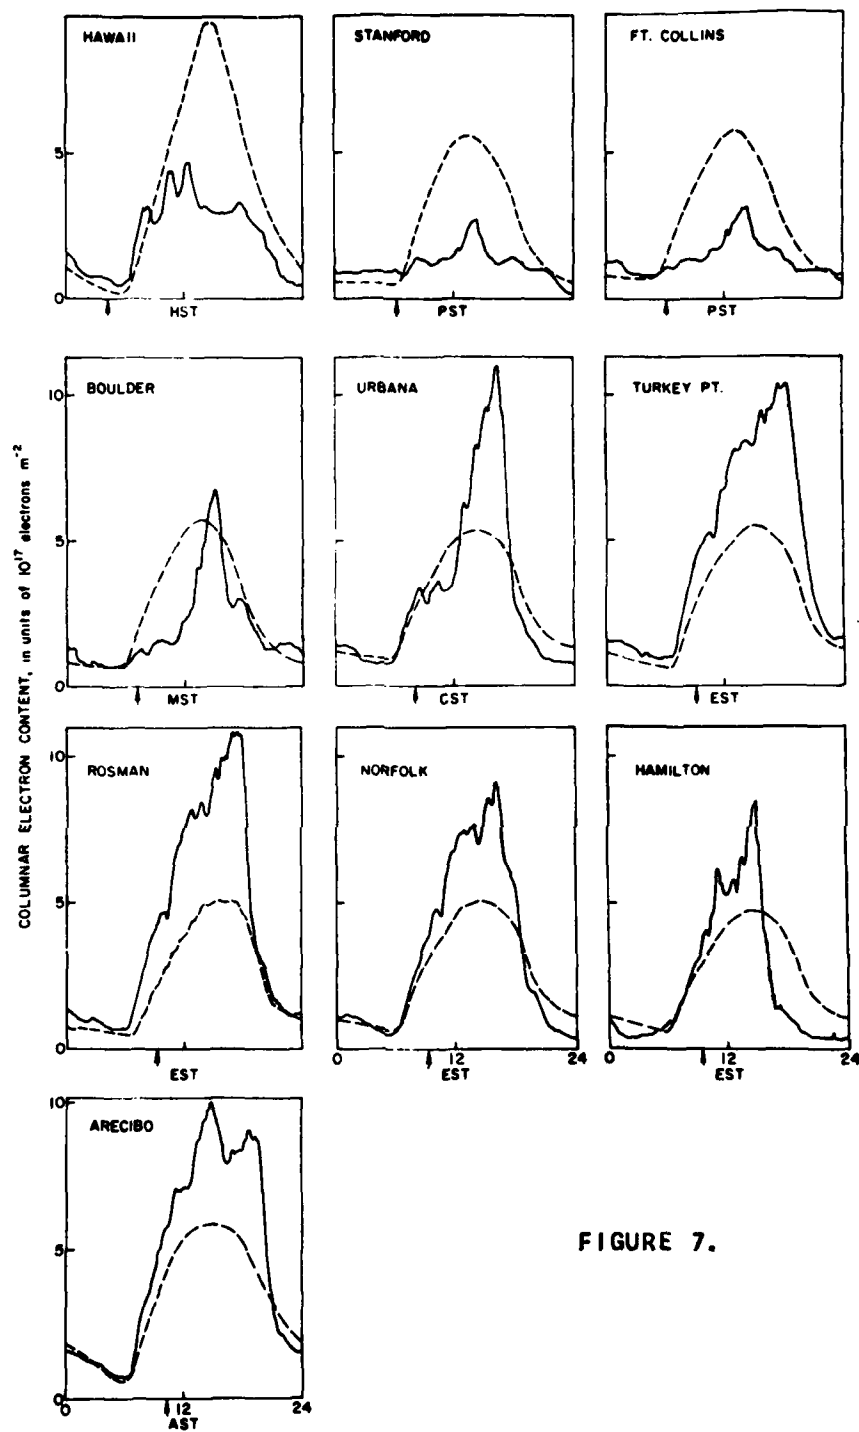 HAWAII
STANFORD
FT. COLLINS
5
0
HST
PST
PST
BOULDER
URBANA
TURKEY PT.
10
5
0
MST
CST
EST
COLUMNAR ELECTRON CONTENT, in units of 10¹⁷ electrons m⁻²
ROSMAN
NORFOLK
HAMILTON
10
5
0
EST
0 12 24
EST
0 12 24
EST
ARECIBO
10
5
0
0 12 24
AST
FIGURE 7.